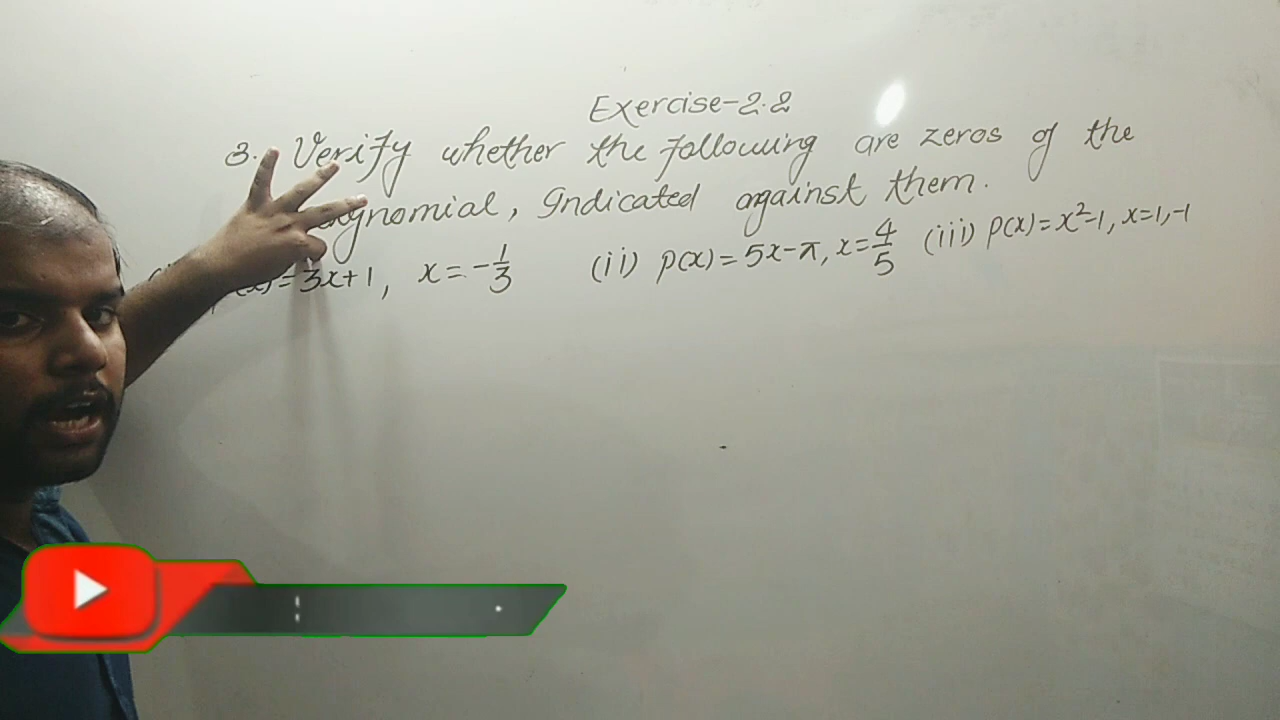 Exercise-2.2
3. Verify whether the following are zeros of the
Indicated against them.
=3x+1, x=-1/3 (ii) p(x)=5x-π, x=4/5 (iii) p(x)=x²-1, x=1,-1